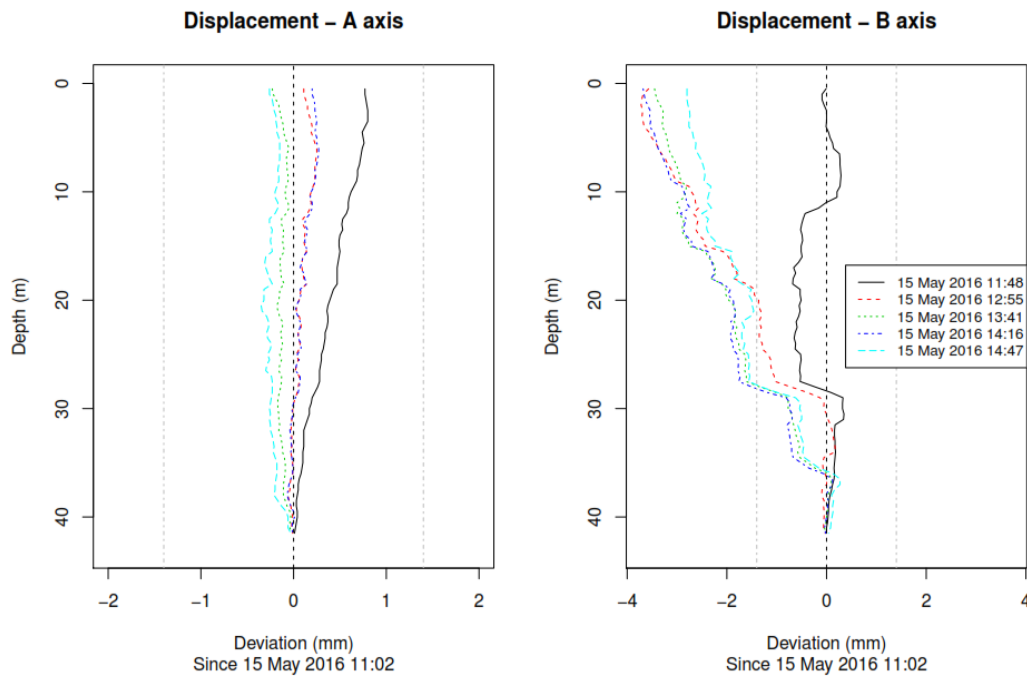 Displacement − A axis
0
10
20
30
40
Depth (m)
−2
−1
0
1
2
Deviation (mm)
Since 15 May 2016 11:02
Displacement − B axis
0
10
20
30
40
Depth (m)
15 May 2016 11:48
15 May 2016 12:55
15 May 2016 13:41
15 May 2016 14:16
15 May 2016 14:47
−4
−2
0
2
4
Deviation (mm)
Since 15 May 2016 11:02